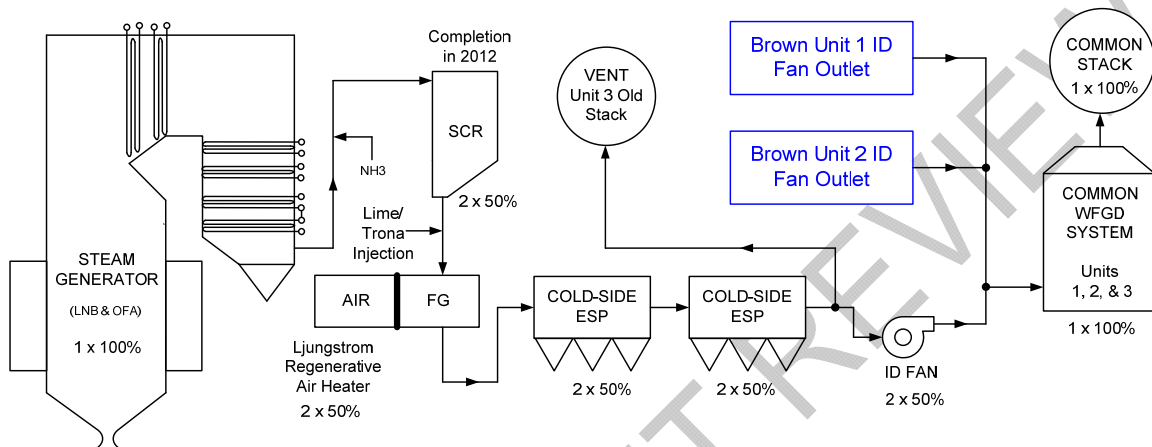 Completion
in 2012
SCR
2 x 50%
NH3
Lime/
Trona
Injection
STEAM
GENERATOR
(LNB & OFA)
1 x 100%
AIR
FG
Ljungstrom
Regenerative
Air Heater
2 x 50%
COLD-SIDE
ESP
2 x 50%
COLD-SIDE
ESP
2 x 50%
VENT
Unit 3 Old
Stack
ID FAN
2 x 50%
Brown Unit 1 ID
Fan Outlet
Brown Unit 2 ID
Fan Outlet
COMMON
STACK
1 x 100%
COMMON
WFGD
SYSTEM
Units
1, 2, & 3
1 x 100%
T REVIEW